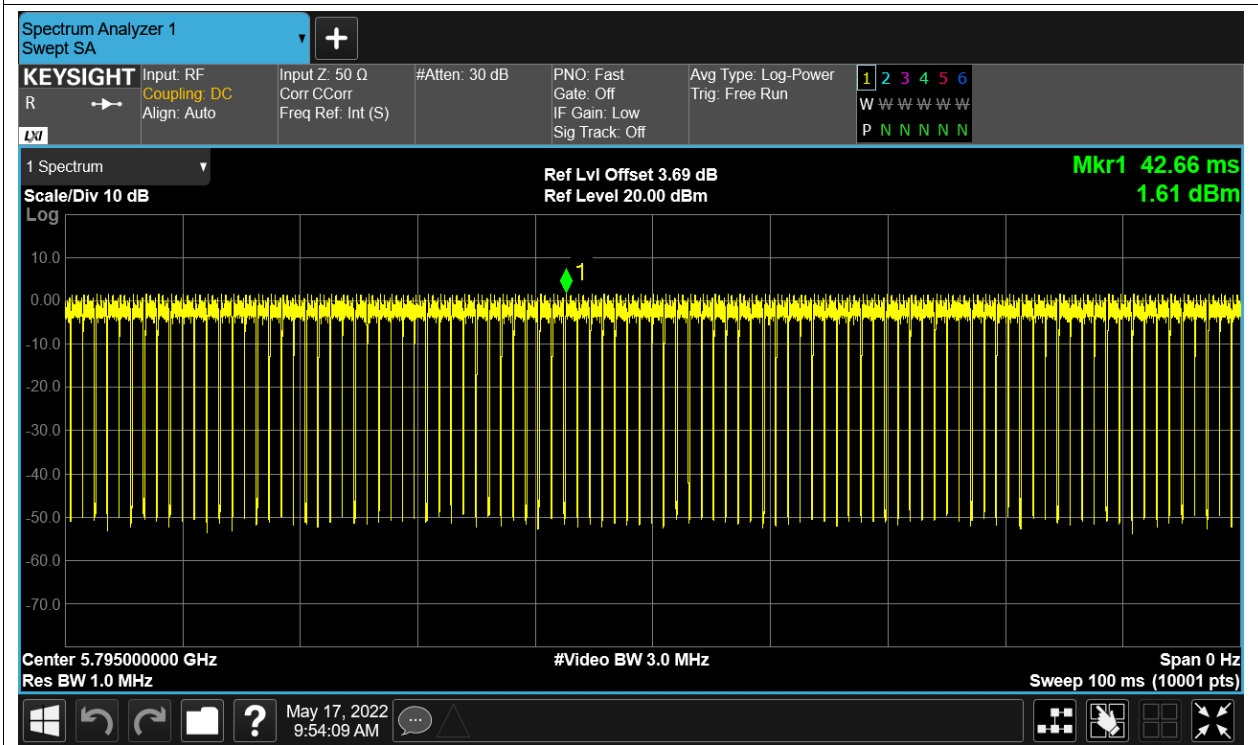 Spectrum Analyzer 1
Swept SA
KEYSIGHT
R
LXI
Input: RF
Coupling: DC
Align: Auto
Input Z: 50 Ω
Corr CCorr
Freq Ref: Int (S)
#Atten: 30 dB
PNO: Fast
Gate: Off
IF Gain: Low
Sig Track: Off
Avg Type: Log-Power
Trig: Free Run
1 2 3 4 5 6
W W W W W W
P N N N N N
1 Spectrum
Scale/Div 10 dB
Log
Ref Lvl Offset 3.69 dB
Ref Level 20.00 dBm
Mkr1 42.66 ms
1.61 dBm
10.0
1
0.00
-10.0
-20.0
-30.0
-40.0
-50.0
-60.0
-70.0
Center 5.795000000 GHz
Res BW 1.0 MHz
#Video BW 3.0 MHz
Span 0 Hz
Sweep 100 ms (10001 pts)
?
May 17, 2022
9:54:09 AM